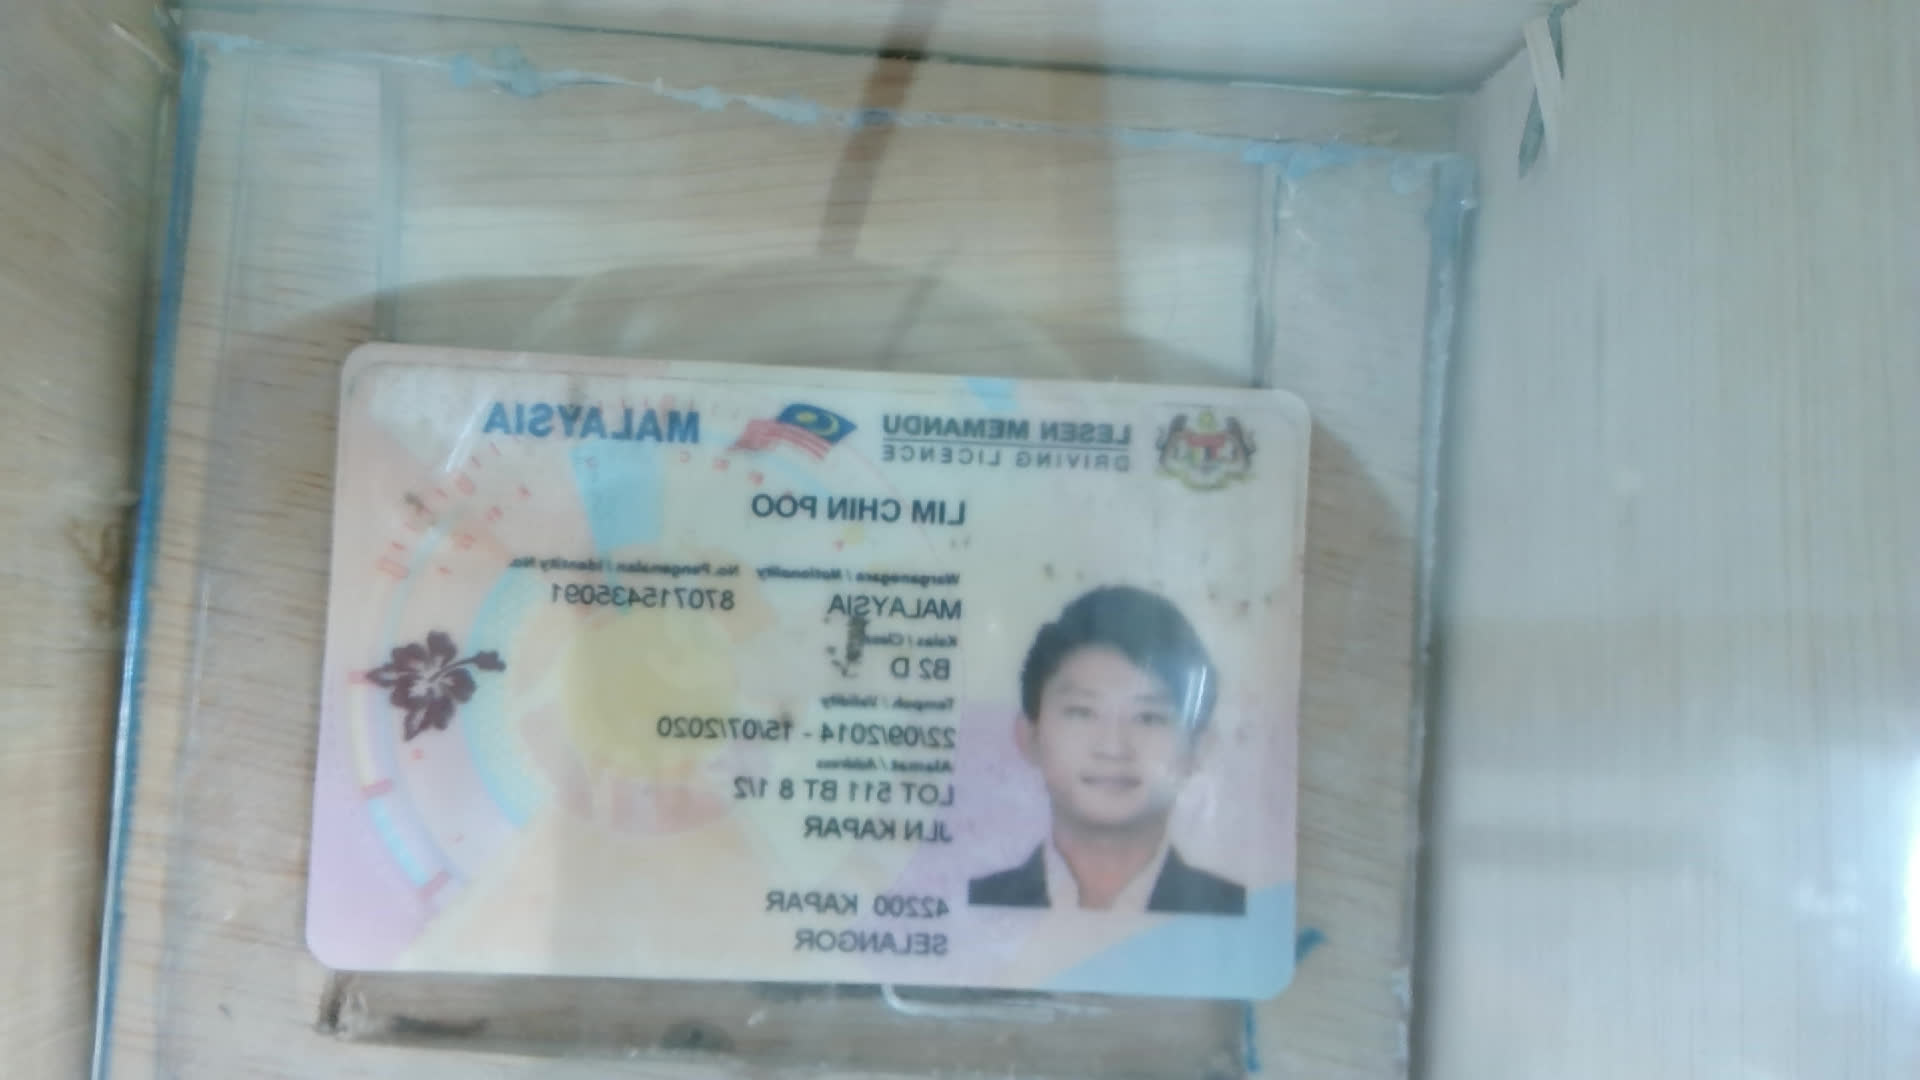 LESEN MEMANDU
DRIVING LICENCE
MALAYSIA
LIM CHIN POO
Warganegara / Nationality No. Pengenalan / Identity No.
MALAYSIA 870715435091
Kelas / Class
B2 D
Tempoh / Validity
22/09/2014 - 15/07/2020
Alamat / Address
LOT 511 BT 8 1/2
JLN KAPAR
42200 KAPAR
SELANGOR